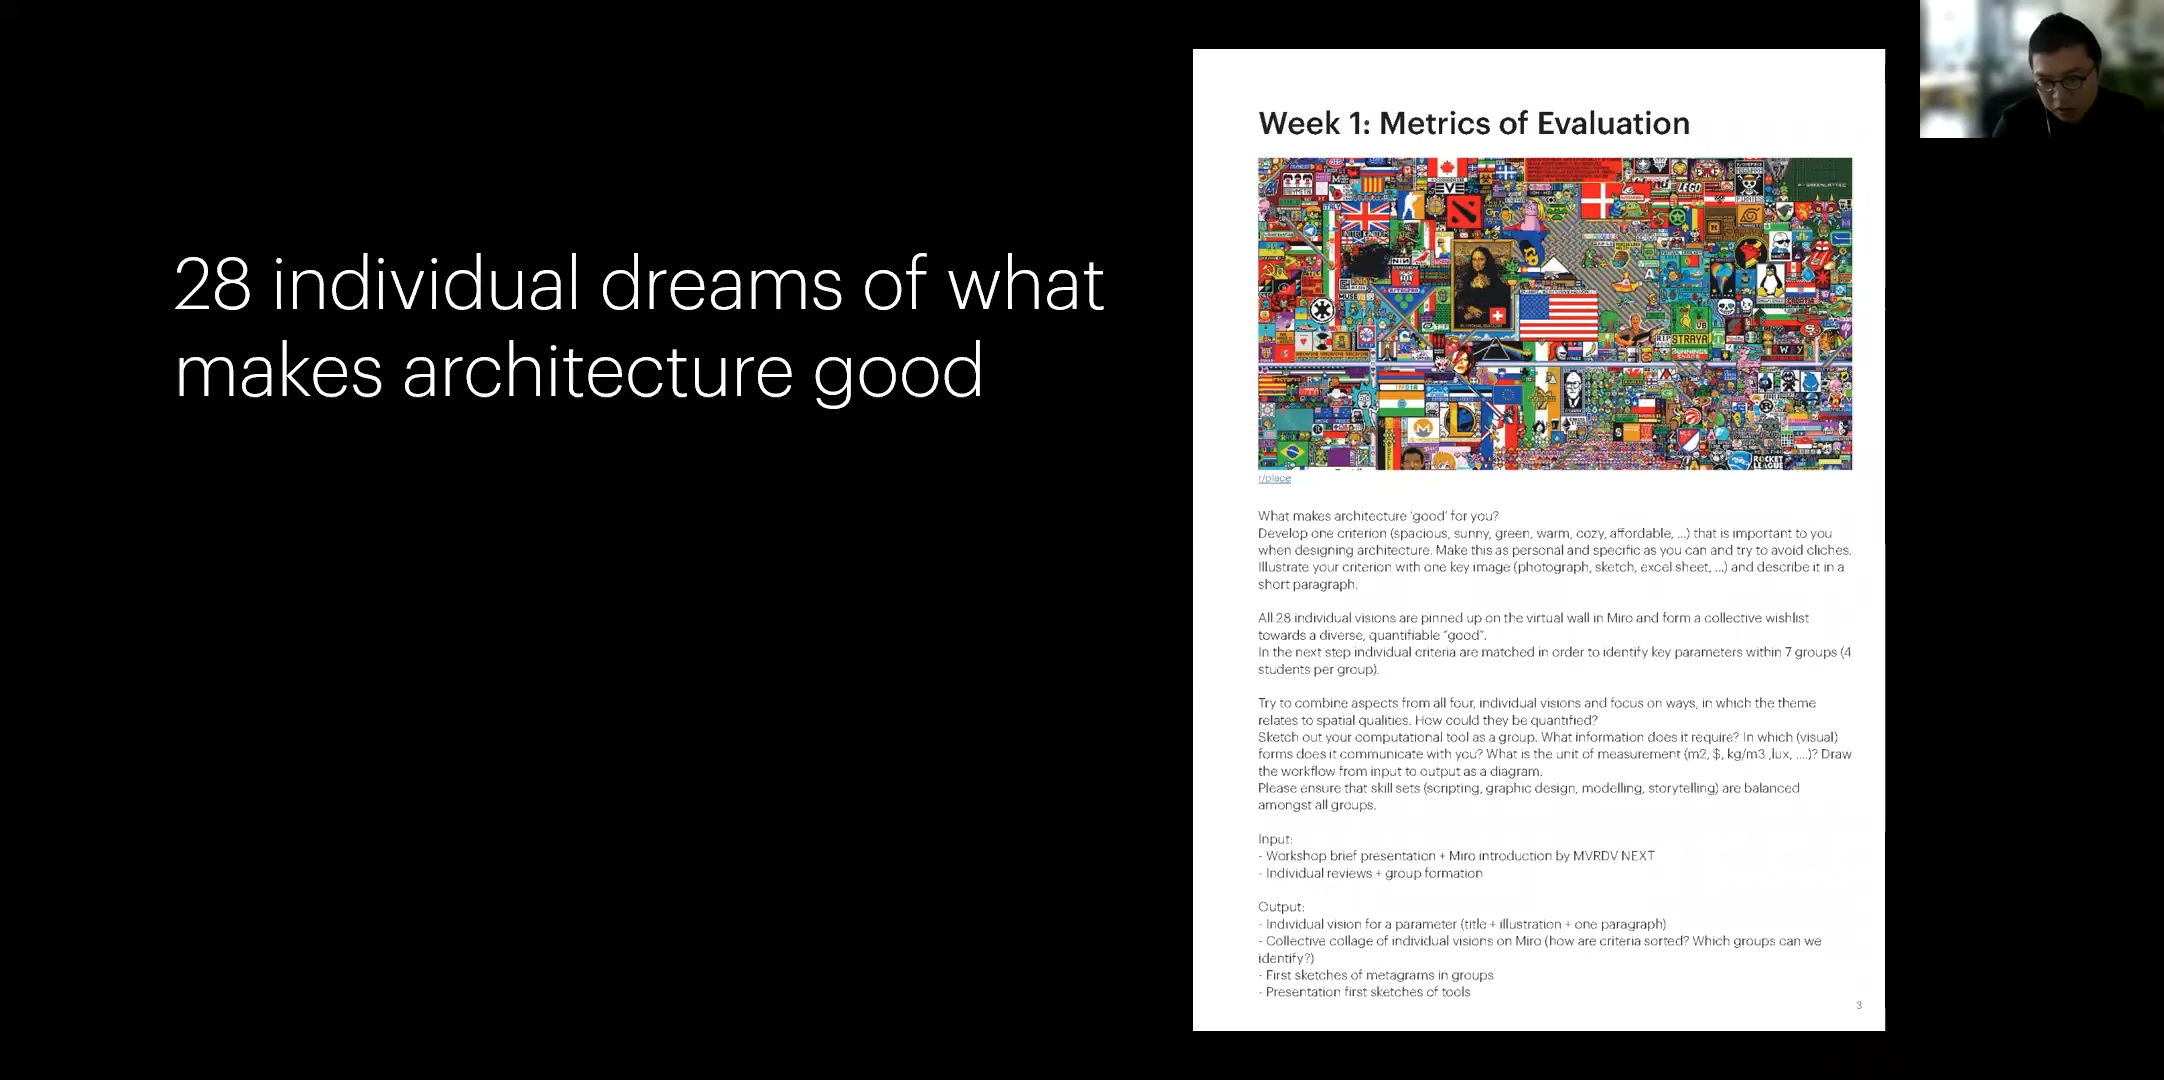 28 individual dreams of what
makes architecture good
Week 1: Metrics of Evaluation
CANADA
EVE
LEGO
UNITED KINGDOM
STRAYA
INDIA
RIP
ROCKET
LEAGUE
r/place
What makes architecture 'good' for you?
Develop one criterion (spacious, sunny, green, warm, cozy, affordable, ...) that is important to you
when designing architecture. Make this as personal and specific as you can and try to avoid cliches.
Illustrate your criterion with one key image (photograph, sketch, excel sheet, ...) and describe it in a
short paragraph.
All 28 individual visions are pinned up on the virtual wall in Miro and form a collective wishlist
towards a diverse, quantifiable "good".
In the next step individual criteria are matched in order to identify key parameters within 7 groups (4
students per group).
Try to combine aspects from all four, individual visions and focus on ways, in which the theme
relates to spatial qualities. How could they be quantified?
Sketch out your computational tool as a group. What information does it require? In which (visual)
forms does it communicate with you? What is the unit of measurement (m2, $, kg/m3 ,lux, ....)? Draw
the workflow from input to output as a diagram.
Please ensure that skill sets (scripting, graphic design, modelling, storytelling) are balanced
amongst all groups.
Input:
- Workshop brief presentation + Miro introduction by MVRDV NEXT
- Individual reviews + group formation
Output:
- Individual vision for a parameter (title + illustration + one paragraph)
- Collective collage of individual visions on Miro (how are criteria sorted? Which groups can we
identify?)
- First sketches of metagrams in groups
- Presentation first sketches of tools
3